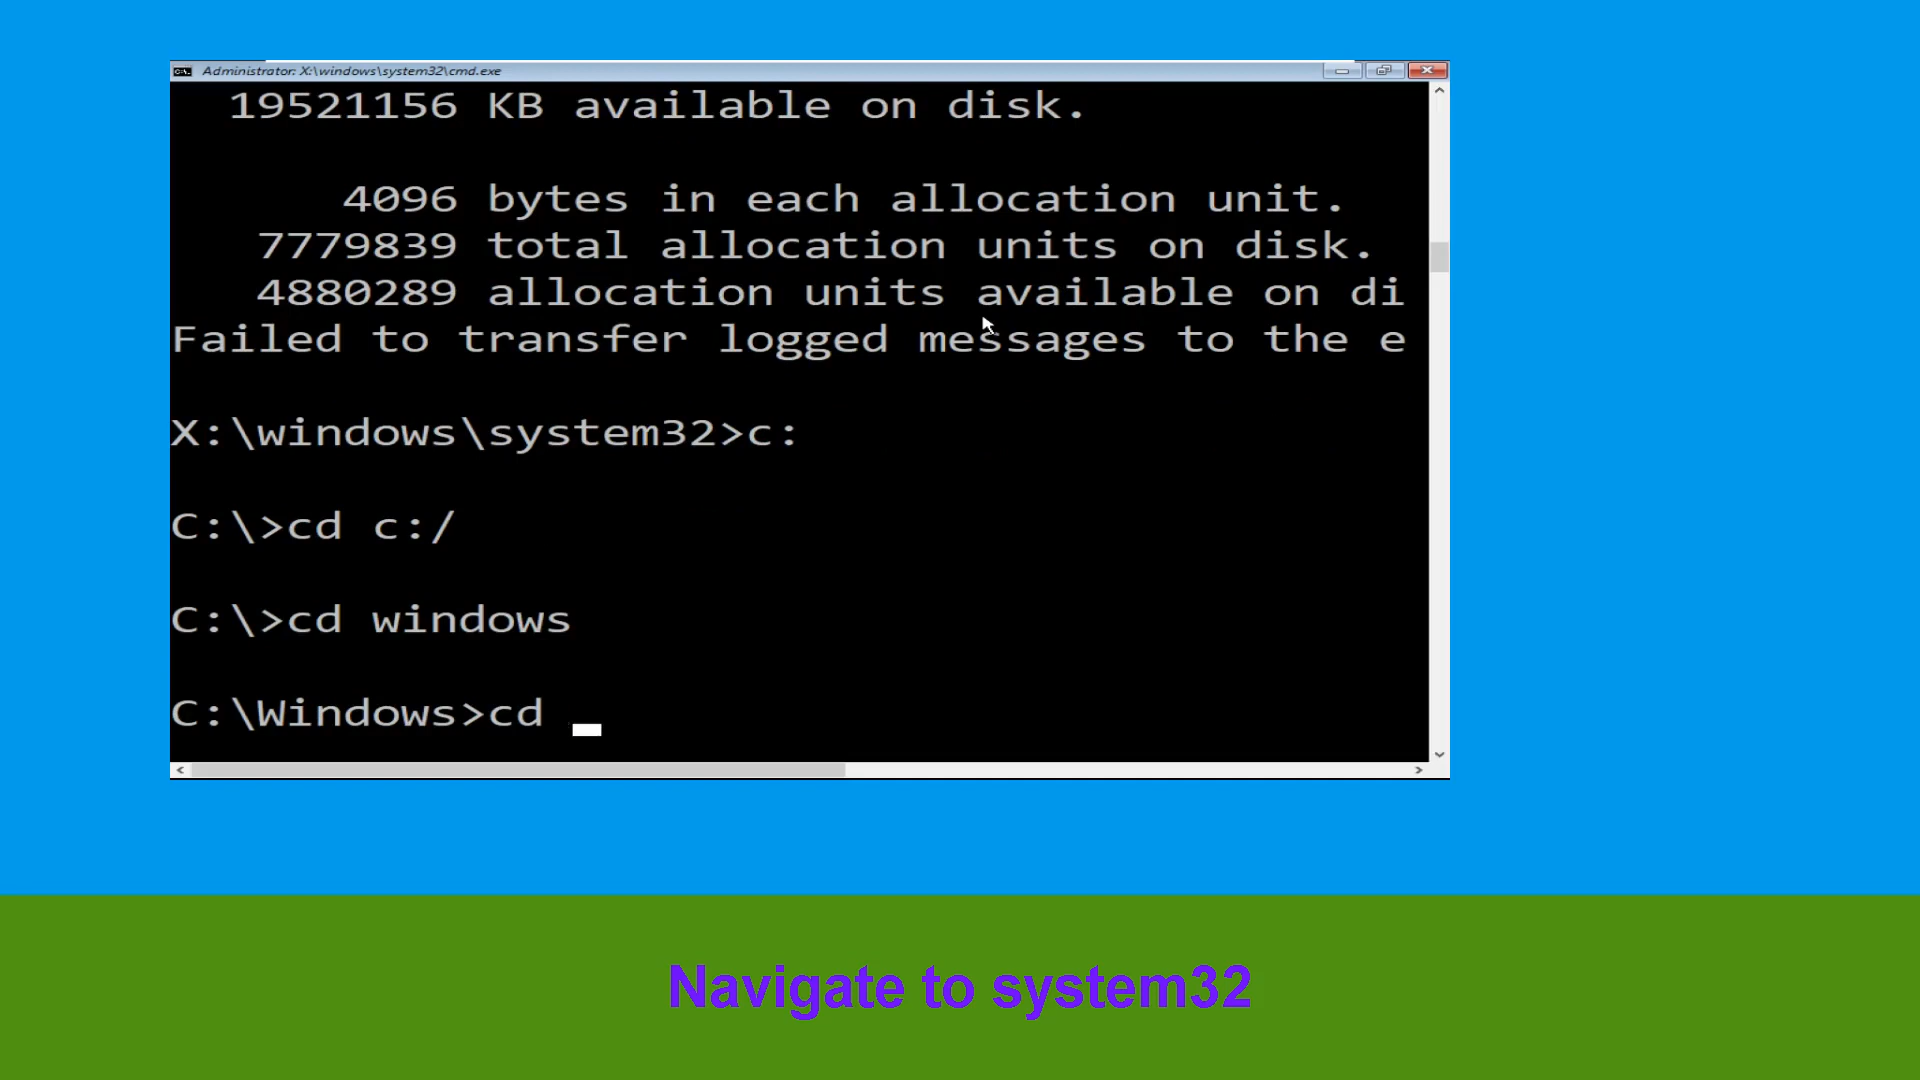 Administrator: X:\windows\system32\cmd.exe
19521156 KB available on disk.
4096 bytes in each allocation unit.
7779839 total allocation units on disk.
4880289 allocation units available on di
Failed to transfer logged messages to the e
X:\windows\system32>c:
C:\>cd c:/
C:\>cd windows
C:\Windows>cd
Navigate to system32